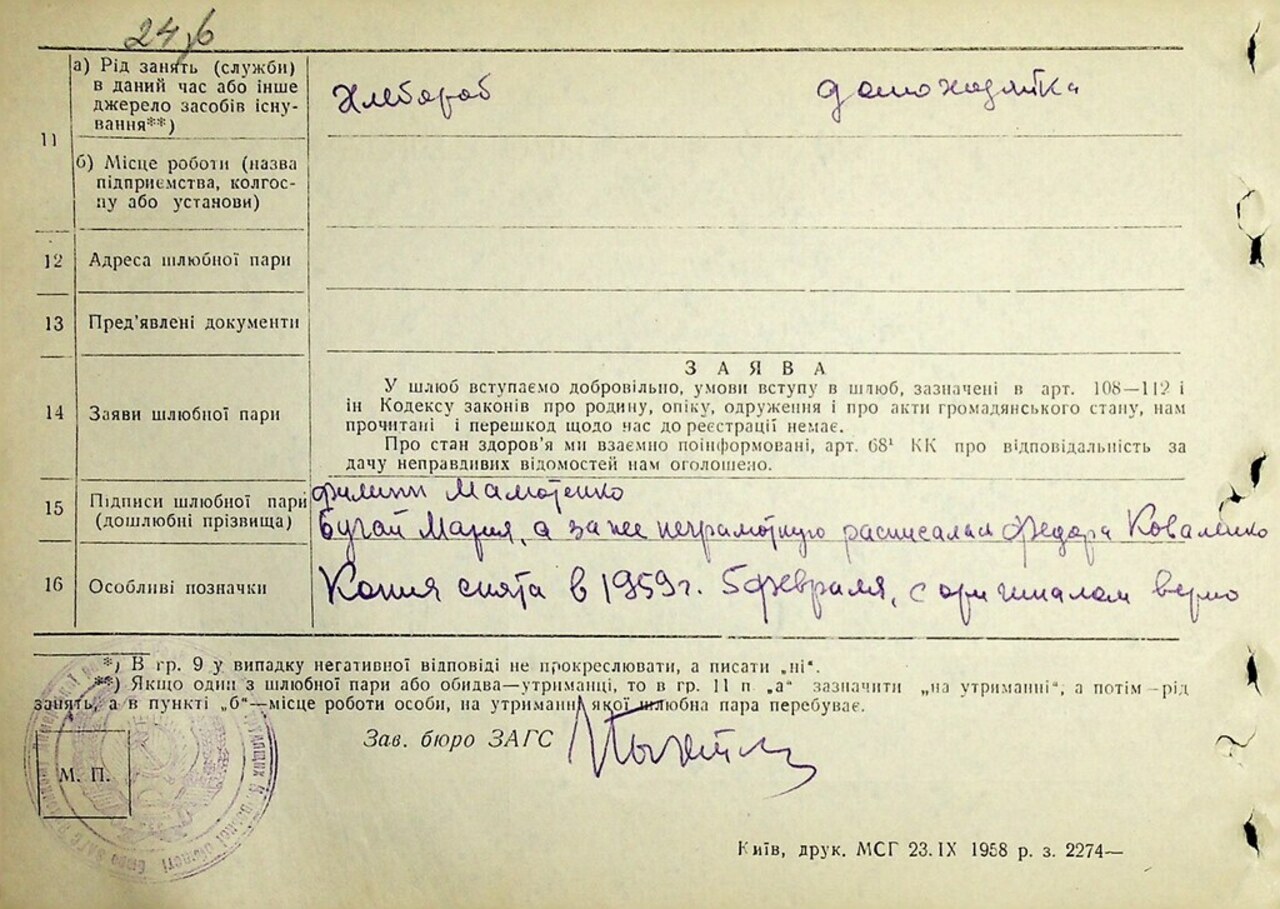 24
11
а) Рід занять (служби)
в даний час або інше
джерело засобів існу-
вання**)
Хлебораб домохозяйка
б) Місце роботи (назва
підприємства, колгос-
пу або установи)
12 Адреса шлюбної пари
13 Пред’явлені документи
14 Заяви шлюбної пари
ЗАЯВА
У шлюб вступаємо добровільно, умови вступу в шлюб, зазначені в арт. 108—112 і
ін Кодексу законів про родину, опіку, одруження і про акти громадянського стану, нам
прочитані і перешкод щодо нас до реєстрації немає.
Про стан здоров’я ми взаємно поінформовані, арт. 68¹ КК про відповідальність за
дачу неправдивих відомостей нам оголошено.
15 Підписи шлюбної пари
(дошлюбні прізвища)
Филипп Мамотенко
Бугай Мария, а за нее неграмотную расписалась Федора Коваленко
16 Особливі позначки
Копия снята в 1959г. 5 февраля, с оригиналом верно
*) В гр. 9 у випадку негативної відповіді не прокреслювати, а писати „ні“.
**) Якщо один з шлюбної пари або обидва—утриманці, то в гр. 11 п „а“ зазначити „на утриманні“, а потім—рід
занять, а в пункті „б“—місце роботи особи, на утриманні якої шлюбна пара перебуває.
Зав. бюро ЗАГС
М. П.
Київ, друк. МСГ 23.IX 1958 р. з. 2274—